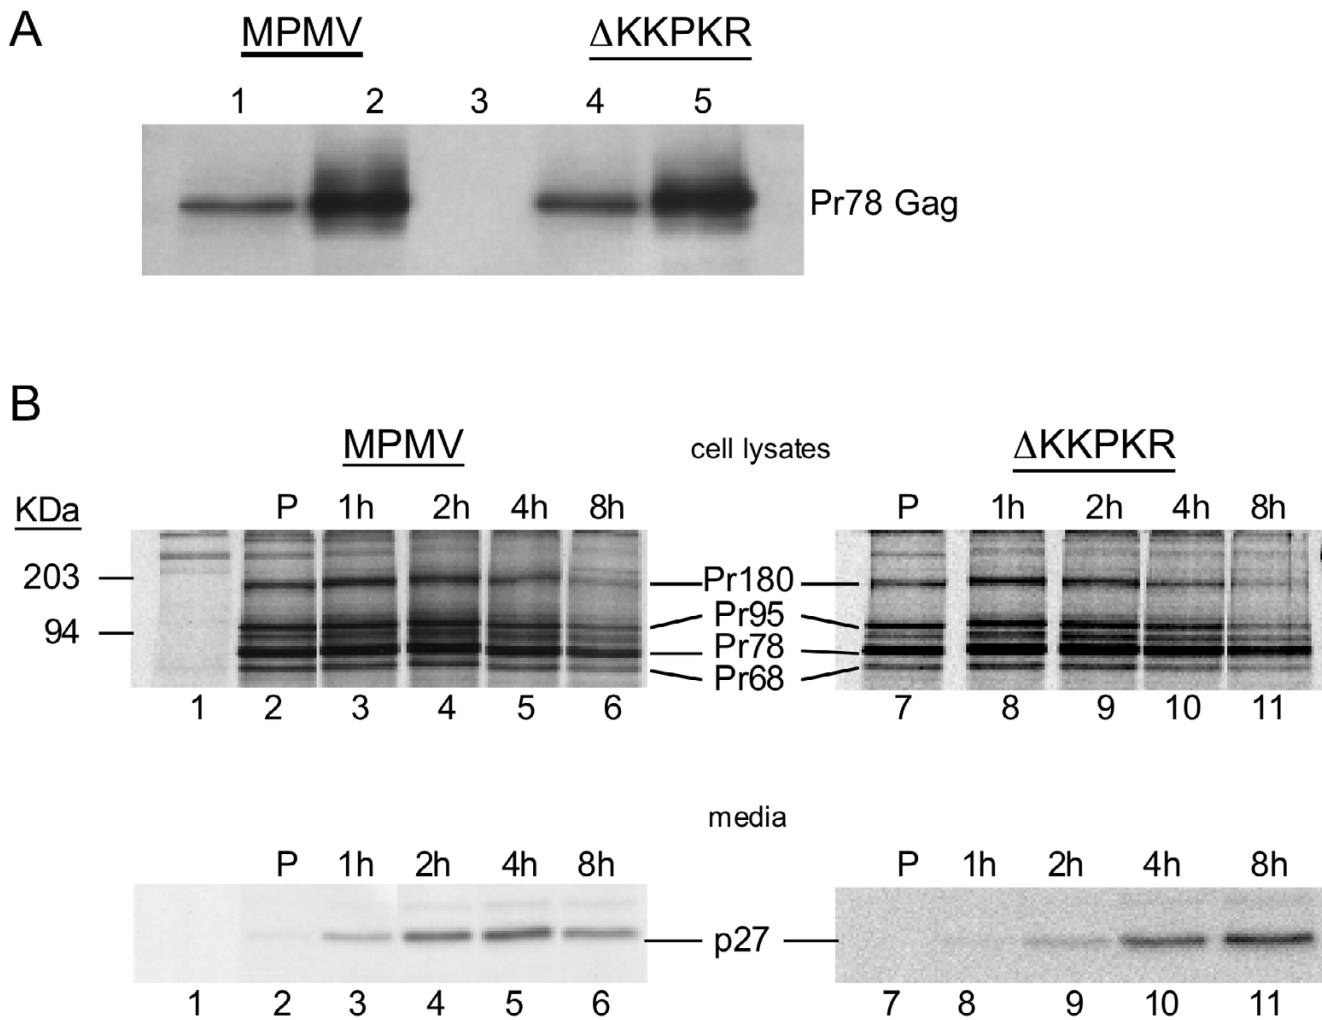 A
MPMV ΔKKPKR
1 2 3 4 5
Pr78 Gag
B
MPMV cell lysates ΔKKPKR
KDa P 1h 2h 4h 8h P 1h 2h 4h 8h
203 Pr180
Pr95
94 Pr78
Pr68
1 2 3 4 5 6 7 8 9 10 11
media
P 1h 2h 4h 8h P 1h 2h 4h 8h
p27
1 2 3 4 5 6 7 8 9 10 11